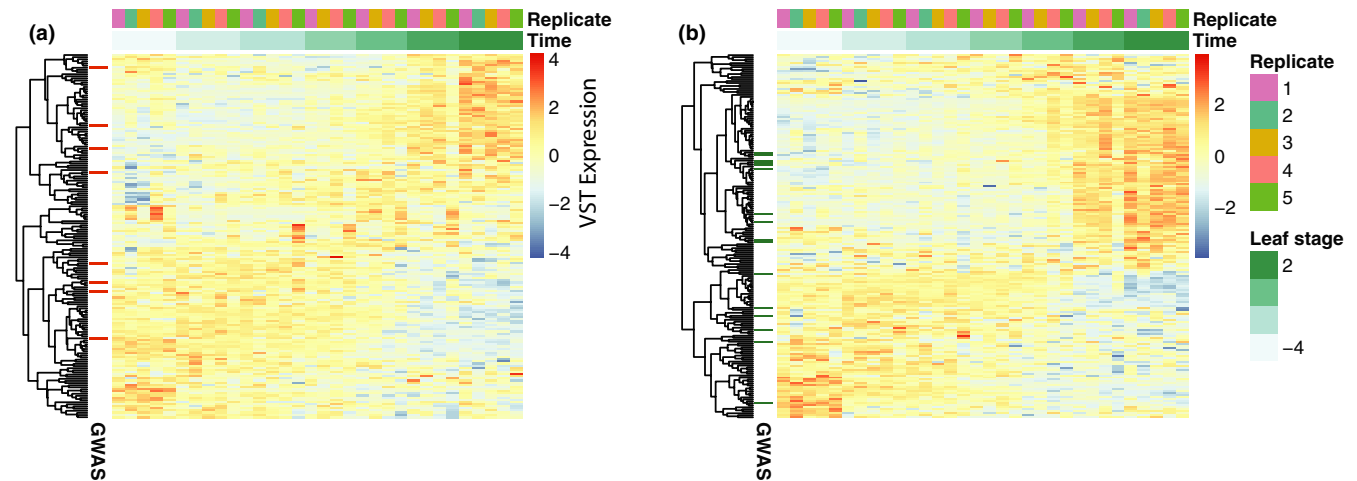 (a)
Replicate
Time
4
2
0
−2
−4
VST Expression
GWAS
(b)
Replicate
Time
2
0
−2
GWAS
Replicate
1
2
3
4
5
Leaf stage
2
−4